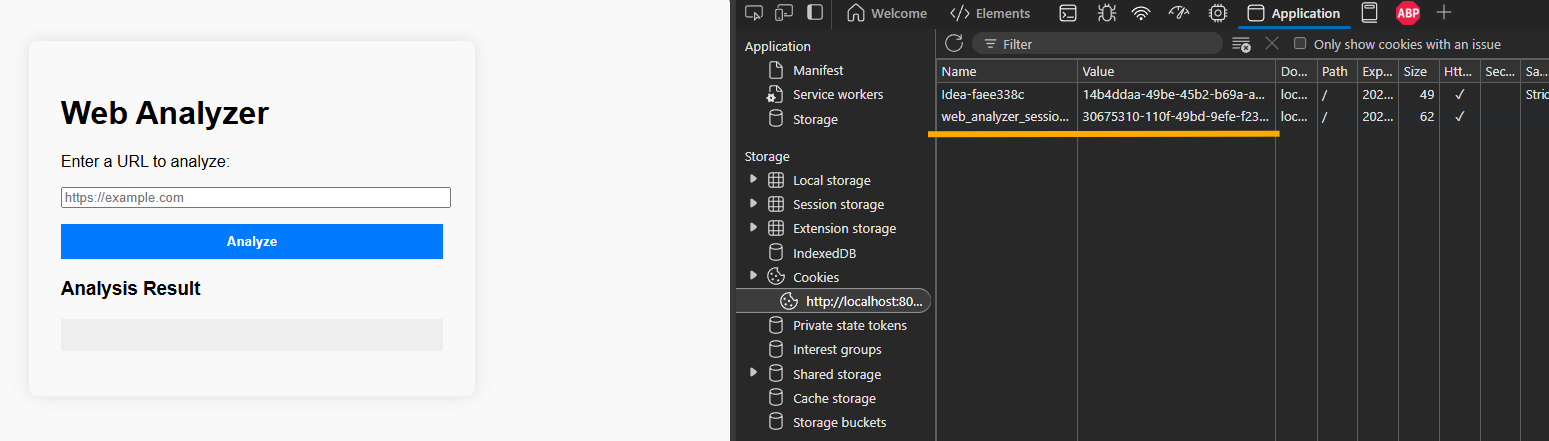 Web Analyzer
Enter a URL to analyze:
https://example.com
Analyze
Analysis Result
Welcome
Elements
Application
ABP
Application
Manifest
Service workers
Storage
Storage
Local storage
Session storage
Extension storage
IndexedDB
Cookies
http://localhost:80...
Private state tokens
Interest groups
Shared storage
Cache storage
Storage buckets
Filter
Only show cookies with an issue
Name Value Do... Path Exp... Size Htt... Sec... Sa...
Idea-faee338c 14b4ddaa-49be-45b2-b69a-a... loc... / 202... 49 ✓ Stric
web_analyzer_sessio... 30675310-110f-49bd-9efe-f23... loc... / 202... 62 ✓